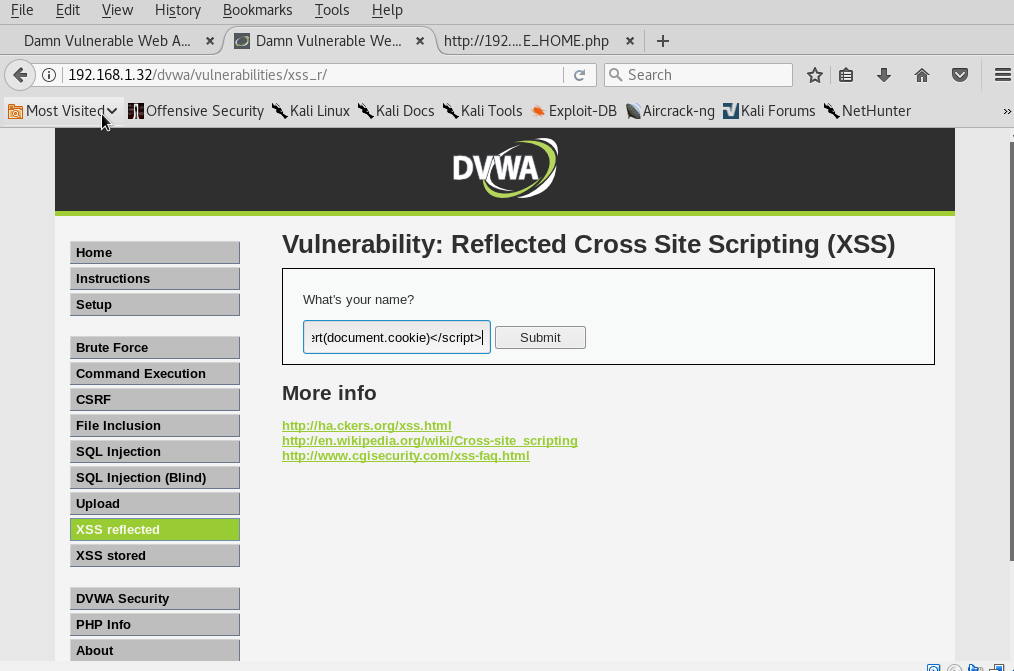 File Edit View History Bookmarks Tools Help
Damn Vulnerable Web A... × Damn Vulnerable We... × http://192....E_HOME.php ×
192.168.1.32/dvwa/vulnerabilities/xss_r/ Search
Most Visited Offensive Security Kali Linux Kali Docs Kali Tools Exploit-DB Aircrack-ng Kali Forums NetHunter »
DVWA
Vulnerability: Reflected Cross Site Scripting (XSS)
Home
Instructions
Setup
Brute Force
Command Execution
CSRF
File Inclusion
SQL Injection
SQL Injection (Blind)
Upload
XSS reflected
XSS stored
DVWA Security
PHP Info
About
What's your name?
ert(document.cookie)</script> Submit
More info
http://ha.ckers.org/xss.html
http://en.wikipedia.org/wiki/Cross-site_scripting
http://www.cgisecurity.com/xss-faq.html